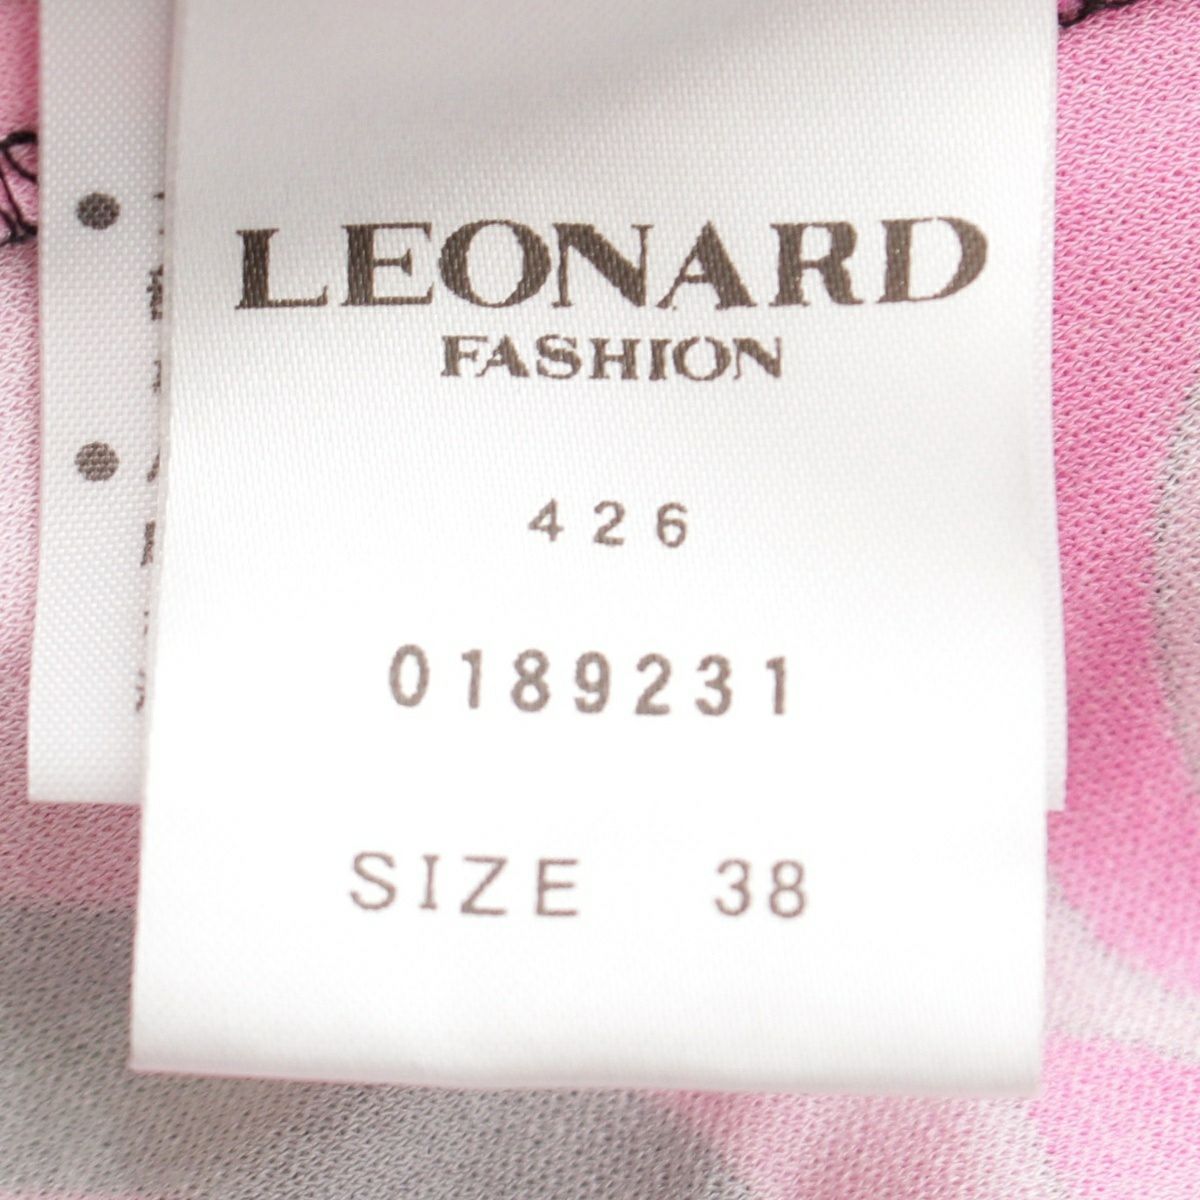 LEONARD
FASHION
426
0189231
SIZE 38